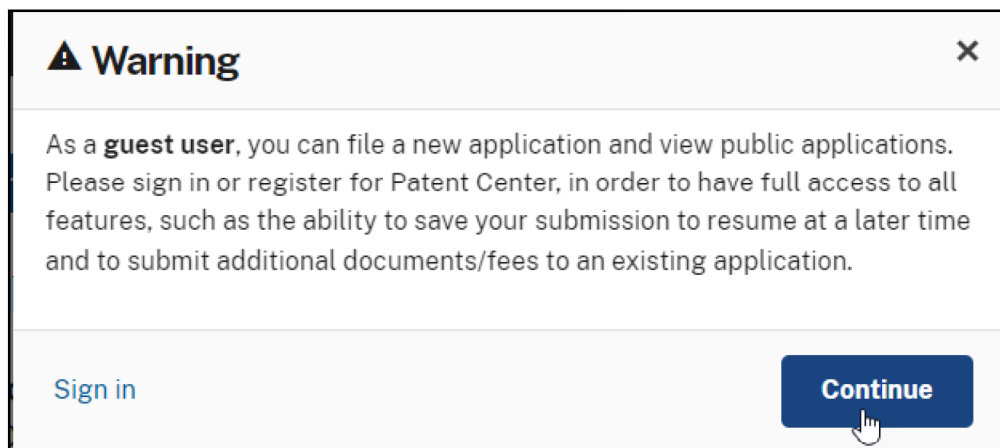 Warning
As a guest user, you can file a new application and view public applications.
Please sign in or register for Patent Center, in order to have full access to all
features, such as the ability to save your submission to resume at a later time
and to submit additional documents/fees to an existing application.
Sign in
Continue